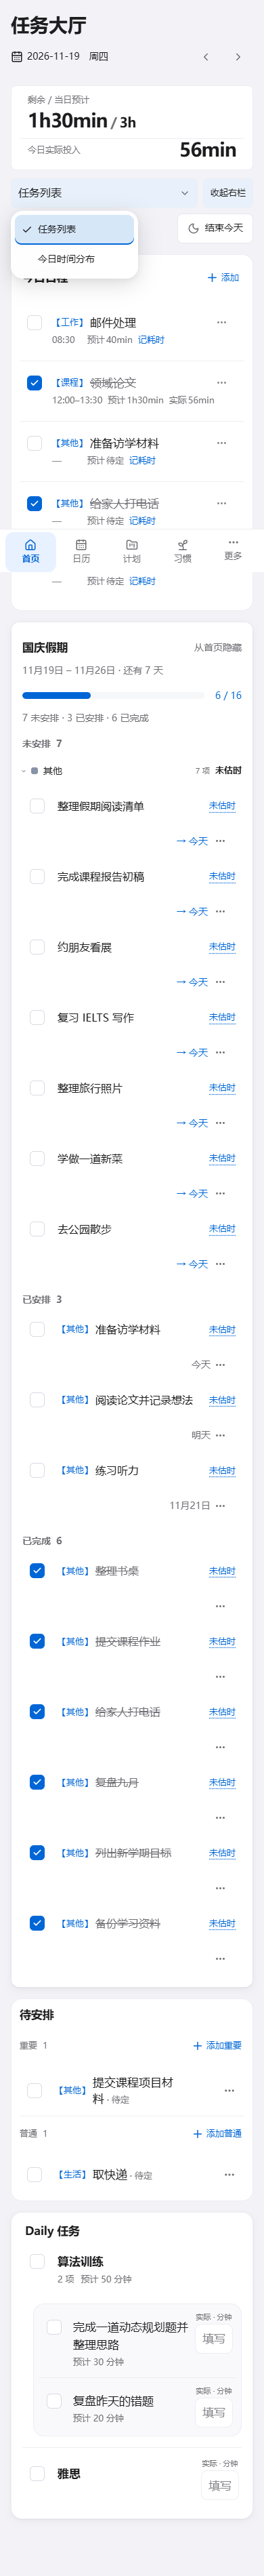 任务大厅
2026-11-19 周四
剩余 / 当日预计
1h30min / 3h
今日实际投入
56min
任务列表
收起右栏
任务列表
今日时间分布
结束今天
添加
【工作】 邮件处理
08:30 预计 40min 记耗时
【课程】 领域论文
12:00–13:30 预计 1h30min 实际 56min
【其他】 准备访学材料
— 预计 待定 记耗时
【其他】 给家人打电话
— 预计 待定 记耗时
首页
日历
计划
习惯
更多
— 预计 待定 记耗时
国庆假期
从首页隐藏
11月19日 – 11月26日 · 还有 7 天
6 / 16
7 未安排 · 3 已安排 · 6 已完成
未安排 7
其他 7 项 未估时
整理假期阅读清单 未估时
→ 今天
完成课程报告初稿 未估时
→ 今天
约朋友看展 未估时
→ 今天
复习 IELTS 写作 未估时
→ 今天
整理旅行照片 未估时
→ 今天
学做一道新菜 未估时
→ 今天
去公园散步 未估时
→ 今天
已安排 3
【其他】 准备访学材料 未估时
今天
【其他】 阅读论文并记录想法 未估时
明天
【其他】 练习听力 未估时
11月21日
已完成 6
【其他】 整理书桌 未估时
【其他】 提交课程作业 未估时
【其他】 给家人打电话 未估时
【其他】 复盘九月 未估时
【其他】 列出新学期目标 未估时
【其他】 备份学习资料 未估时
待安排
重要 1 添加重要
【其他】 提交课程项目材
料 · 待定
普通 1 添加普通
【生活】 取快递 · 待定
Daily 任务
算法训练
2 项 预计 50 分钟
完成一道动态规划题并
整理思路
预计 30 分钟
实际 · 分钟
填写
复盘昨天的错题
预计 20 分钟
实际 · 分钟
填写
雅思
实际 · 分钟
填写